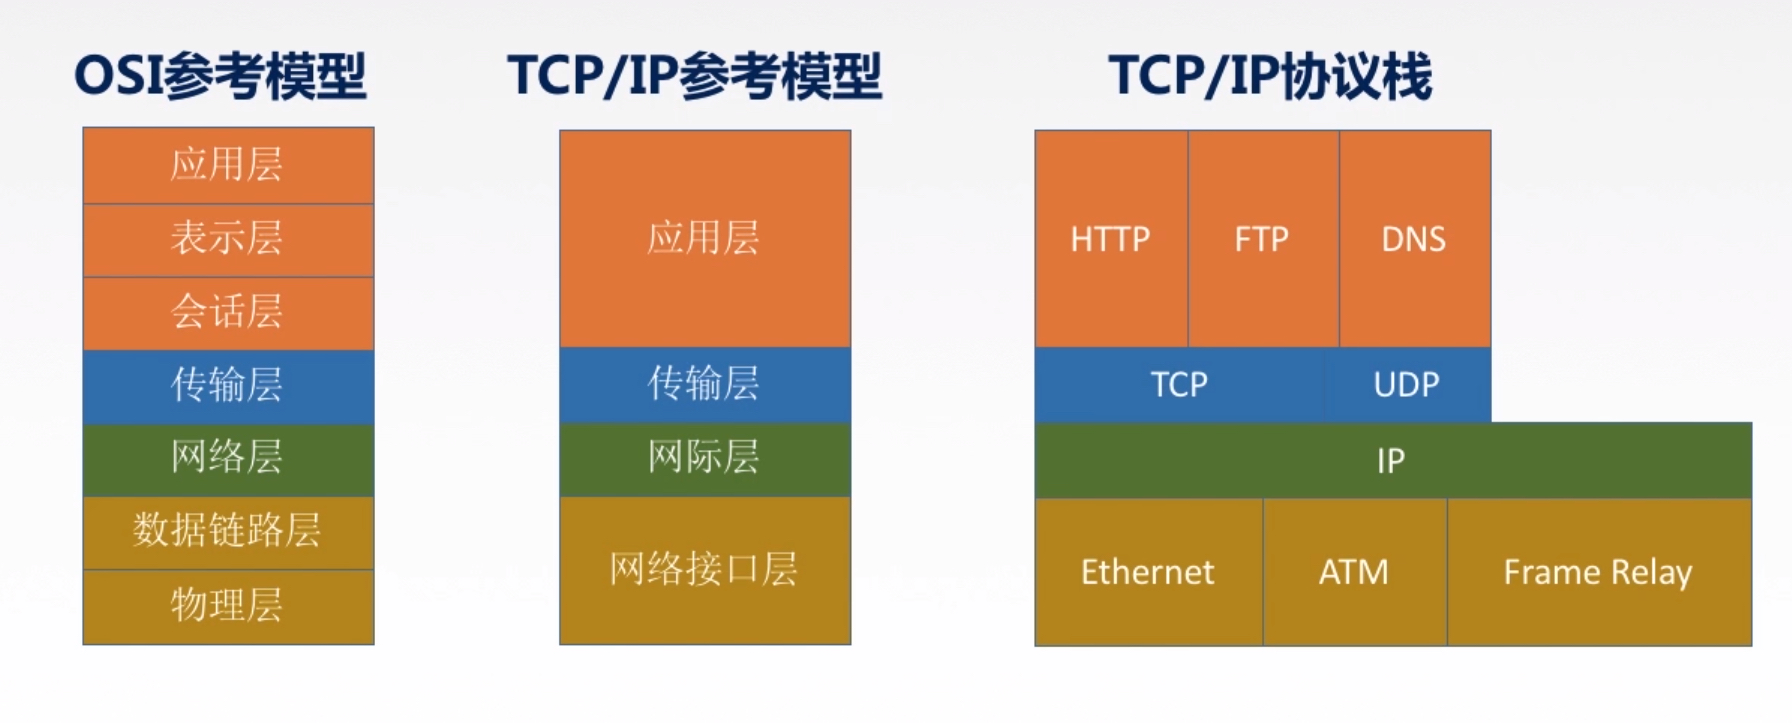 OSI参考模型
应用层
表示层
会话层
传输层
网络层
数据链路层
物理层
TCP/IP参考模型
应用层
传输层
网际层
网络接口层
TCP/IP协议栈
HTTP FTP DNS
TCP UDP
IP
Ethernet ATM Frame Relay